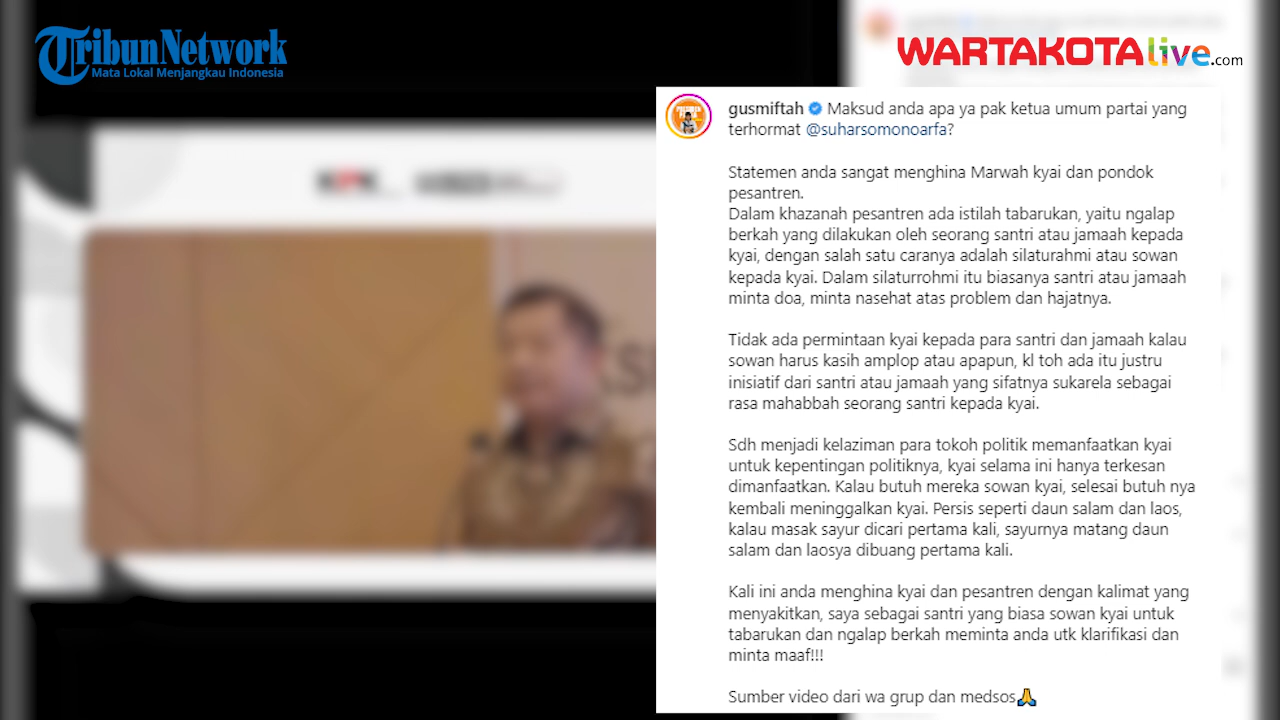 TribunNetwork
Mata Lokal Menjangkau Indonesia
WARTAKOTAlive.com
gusmiftah Maksud anda apa ya pak ketua umum partai yang
terhormat @suharsomonoarfa?
Statemen anda sangat menghina Marwah kyai dan pondok
pesantren.
Dalam khazanah pesantren ada istilah tabarukan, yaitu ngalap
berkah yang dilakukan oleh seorang santri atau jamaah kepada
kyai, dengan salah satu caranya adalah silaturahmi atau sowan
kepada kyai. Dalam silaturrohmi itu biasanya santri atau jamaah
minta doa, minta nasehat atas problem dan hajatnya.
Tidak ada permintaan kyai kepada para santri dan jamaah kalau
sowan harus kasih amplop atau apapun, kl toh ada itu justru
inisiatif dari santri atau jamaah yang sifatnya sukarela sebagai
rasa mahabbah seorang santri kepada kyai.
Sdh menjadi kelaziman para tokoh politik memanfaatkan kyai
untuk kepentingan politiknya, kyai selama ini hanya terkesan
dimanfaatkan. Kalau butuh mereka sowan kyai, selesai butuh nya
kembali meninggalkan kyai. Persis seperti daun salam dan laos,
kalau masak sayur dicari pertama kali, sayurnya matang daun
salam dan laosya dibuang pertama kali.
Kali ini anda menghina kyai dan pesantren dengan kalimat yang
menyakitkan, saya sebagai santri yang biasa sowan kyai untuk
tabarukan dan ngalap berkah meminta anda utk klarifikasi dan
minta maaf!!!
Sumber video dari wa grup dan medsos🙏